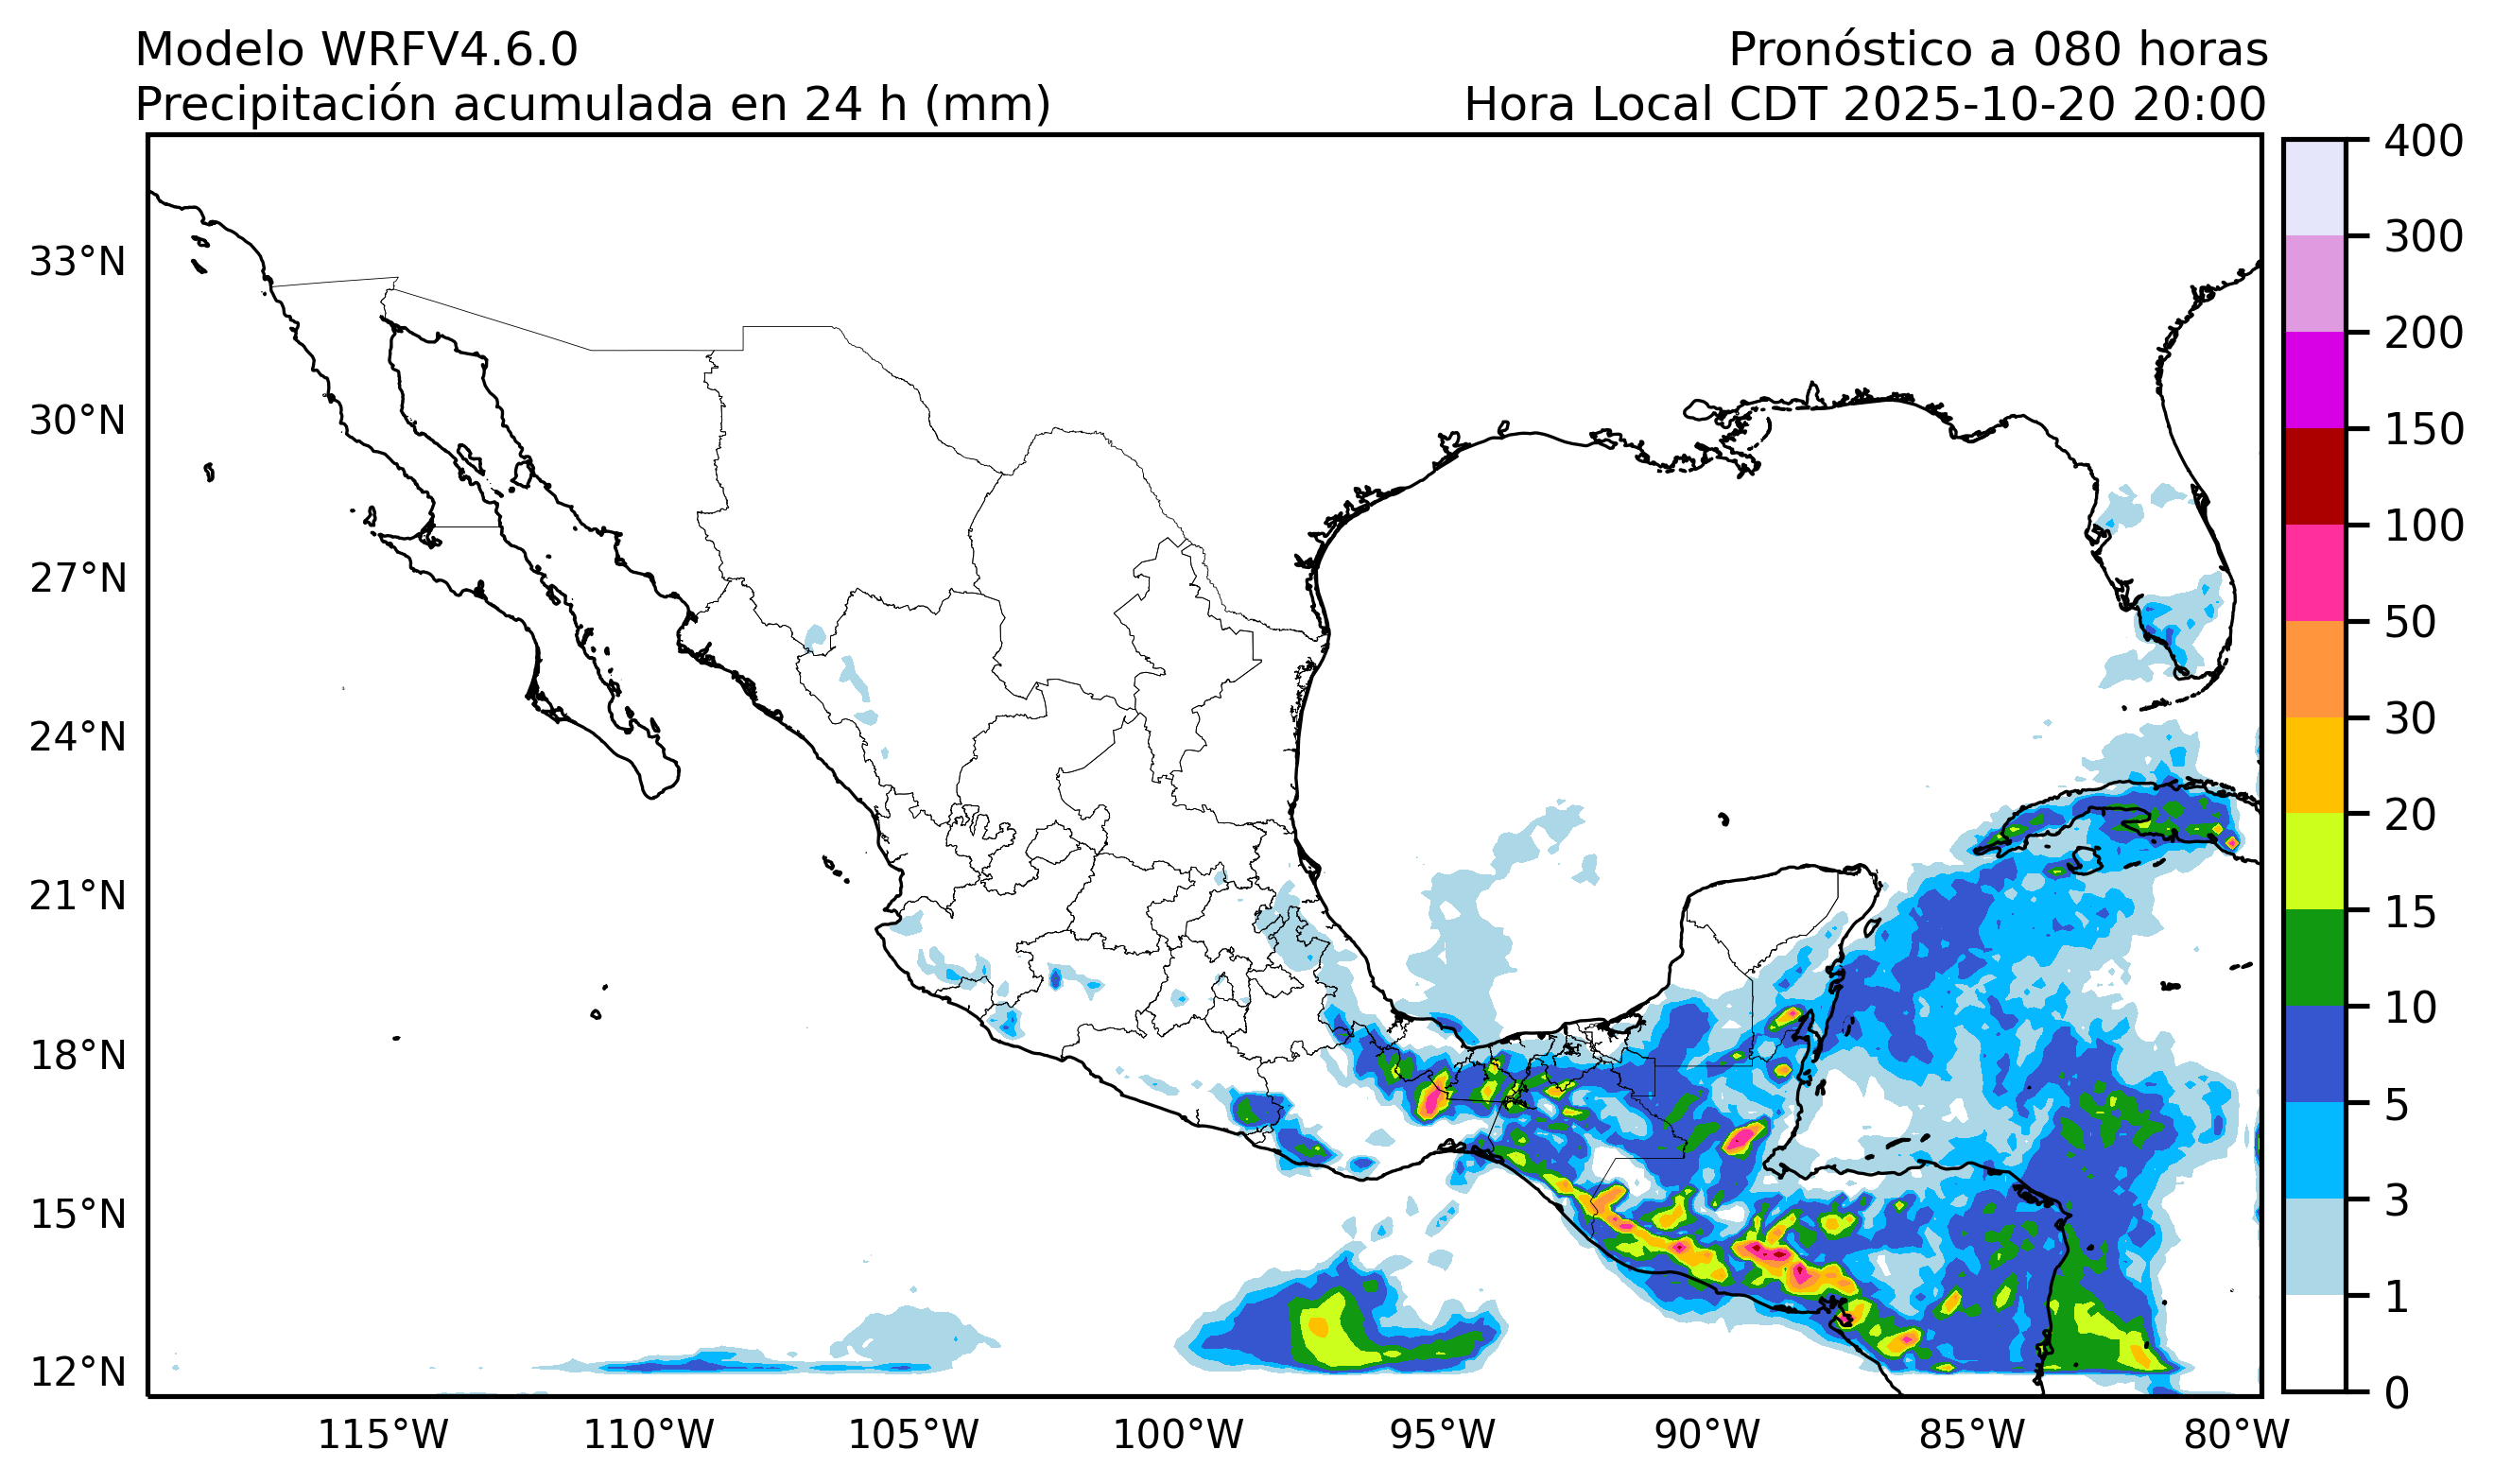 Modelo WRFV4.6.0
Pronóstico a 080 horas
Precipitación acumulada en 24 h (mm)
Hora Local CDT 2025-10-20 20:00
400
300
200
150
100
50
30
20
15
10
5
3
1
0
33°N
30°N
27°N
24°N
21°N
18°N
15°N
12°N
115°W
110°W
105°W
100°W
95°W
90°W
85°W
80°W